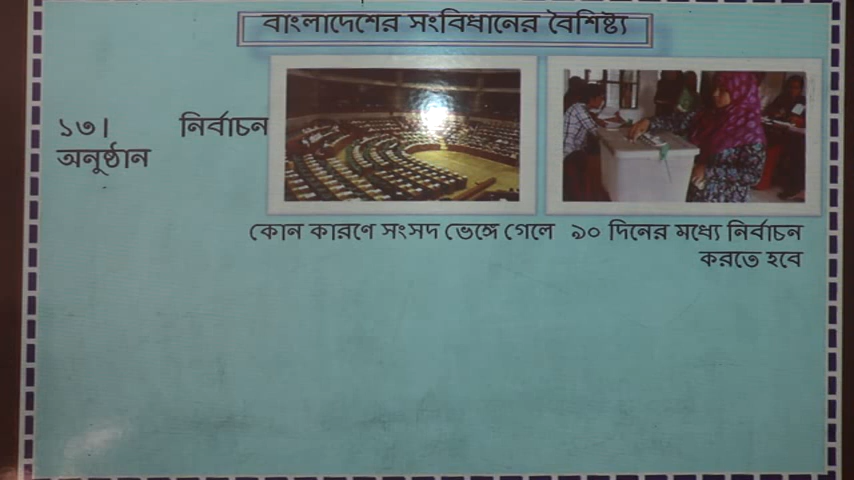 বাংলাদেশের সংবিধানের বৈশিষ্ট্য
১৩। নির্বাচন
অনুষ্ঠান
কোন কারণে সংসদ ভেঙ্গে গেলে ৯০ দিনের মধ্যে নির্বাচন
করতে হবে